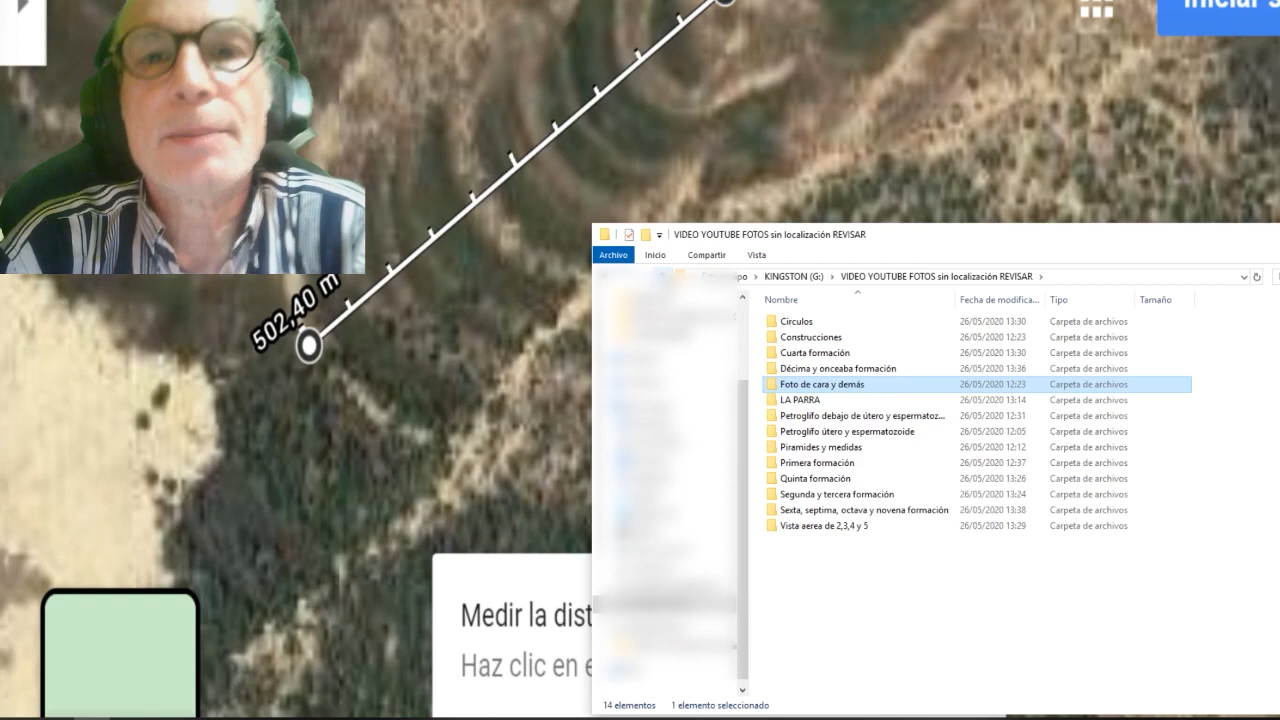 Iniciar s
502,40 m
VIDEO YOUTUBE FOTOS sin localización REVISAR
Archivo Inicio Compartir Vista
KINGSTON (G:) › VIDEO YOUTUBE FOTOS sin localización REVISAR ›
Nombre Fecha de modifica... Tipo Tamaño
Circulos 26/05/2020 13:30 Carpeta de archivos
Construcciones 26/05/2020 12:23 Carpeta de archivos
Cuarta formación 26/05/2020 13:30 Carpeta de archivos
Décima y onceaba formación 26/05/2020 13:36 Carpeta de archivos
Foto de cara y demás 26/05/2020 12:23 Carpeta de archivos
LA PARRA 26/05/2020 13:14 Carpeta de archivos
Petroglifo debajo de útero y espermatoz... 26/05/2020 12:31 Carpeta de archivos
Petroglifo útero y espermatozoide 26/05/2020 12:05 Carpeta de archivos
Piramides y medidas 26/05/2020 12:12 Carpeta de archivos
Primera formación 26/05/2020 12:37 Carpeta de archivos
Quinta formación 26/05/2020 13:26 Carpeta de archivos
Segunda y tercera formación 26/05/2020 13:24 Carpeta de archivos
Sexta, septima, octava y novena formación 26/05/2020 13:38 Carpeta de archivos
Vista aerea de 2,3,4 y 5 26/05/2020 13:29 Carpeta de archivos
Medir la dist
Haz clic en e
14 elementos 1 elemento seleccionado